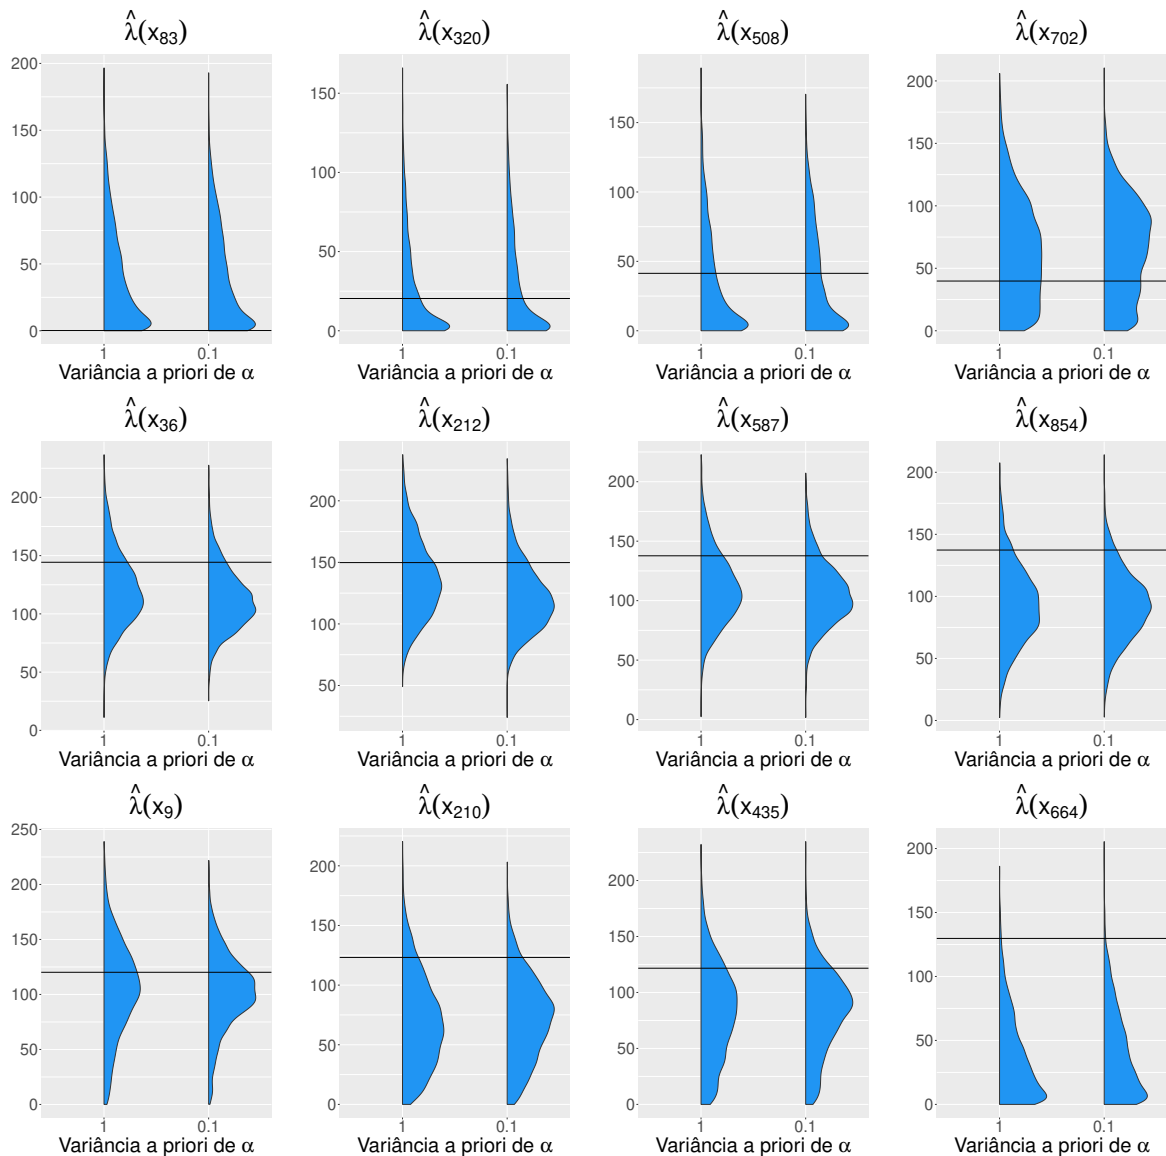 λ̂(x83) λ̂(x320) λ̂(x508) λ̂(x702)
200 150 100 50 0
150 100 50 0
150 100 50 0
200 150 100 50 0
1 0.1 1 0.1 1 0.1 1 0.1
Variância a priori de α Variância a priori de α Variância a priori de α Variância a priori de α
λ̂(x36) λ̂(x212) λ̂(x587) λ̂(x854)
200 150 100 50 0
200 150 100 50
200 150 100 50 0
200 150 100 50 0
1 0.1 1 0.1 1 0.1 1 0.1
Variância a priori de α Variância a priori de α Variância a priori de α Variância a priori de α
λ̂(x9) λ̂(x210) λ̂(x435) λ̂(x664)
250 200 150 100 50 0
200 150 100 50 0
200 150 100 50 0
200 150 100 50 0
1 0.1 1 0.1 1 0.1 1 0.1
Variância a priori de α Variância a priori de α Variância a priori de α Variância a priori de α